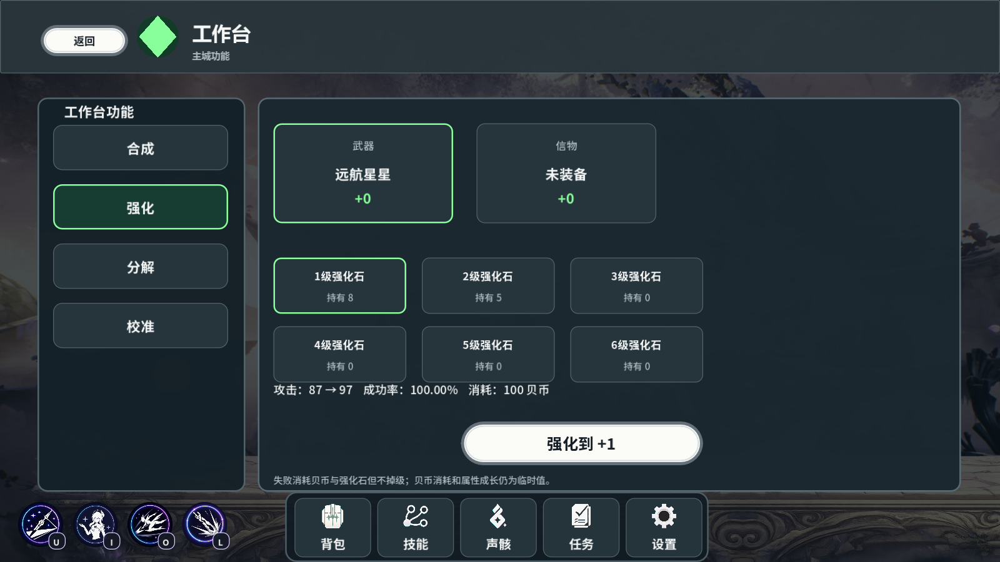 返回
工作台
主城功能
工作台功能
合成
强化
分解
校准
武器
远航星星
+0
信物
未装备
+0
1级强化石
持有 8
2级强化石
持有 5
3级强化石
持有 0
4级强化石
持有 0
5级强化石
持有 0
6级强化石
持有 0
攻击：87 → 97 成功率：100.00% 消耗：100 贝币
强化到 +1
失败消耗贝币与强化石但不掉级；贝币消耗和属性成长仍为临时值。
U
I
O
L
背包
技能
声骸
任务
设置